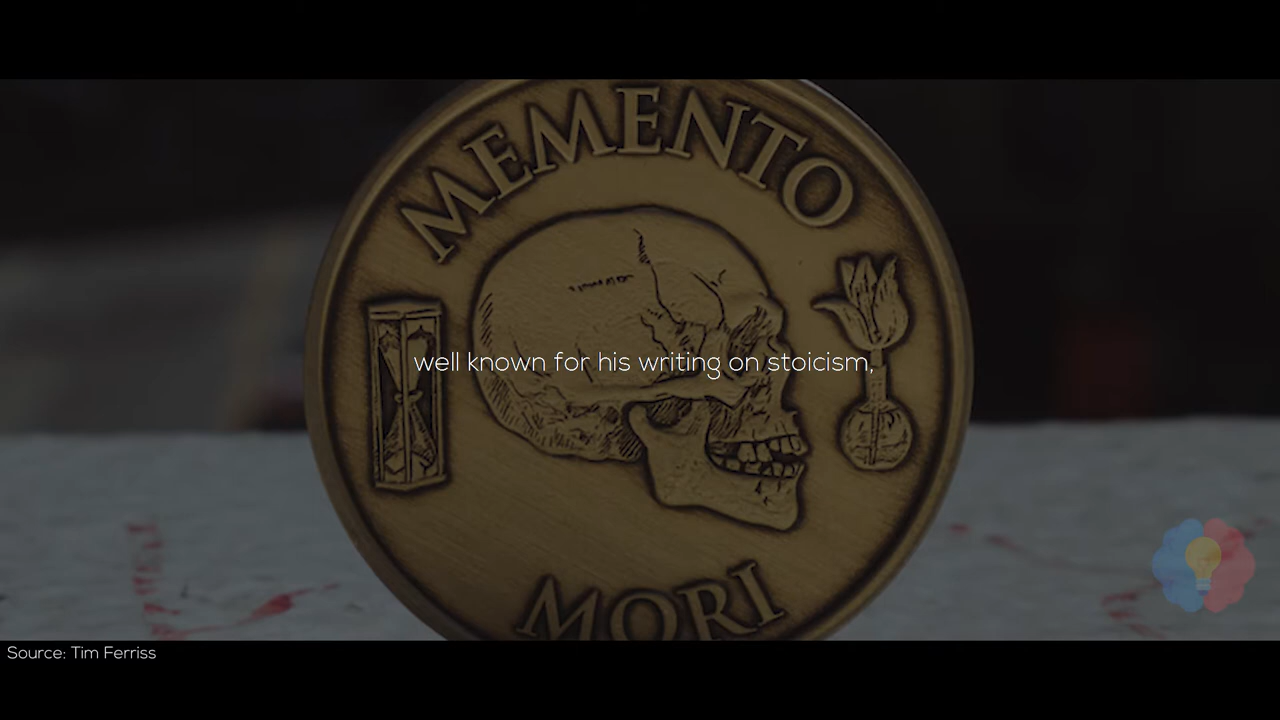 MEMENTO
well known for his writing on stoicism,
MORI
Source: Tim Ferriss